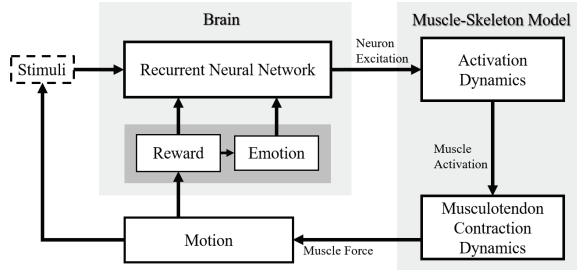 Brain
Muscle-Skeleton Model
Stimuli
Recurrent Neural Network
Neuron
Excitation
Activation
Dynamics
Reward
Emotion
Muscle
Activation
Motion
Muscle Force
Musculotendon
Contraction
Dynamics